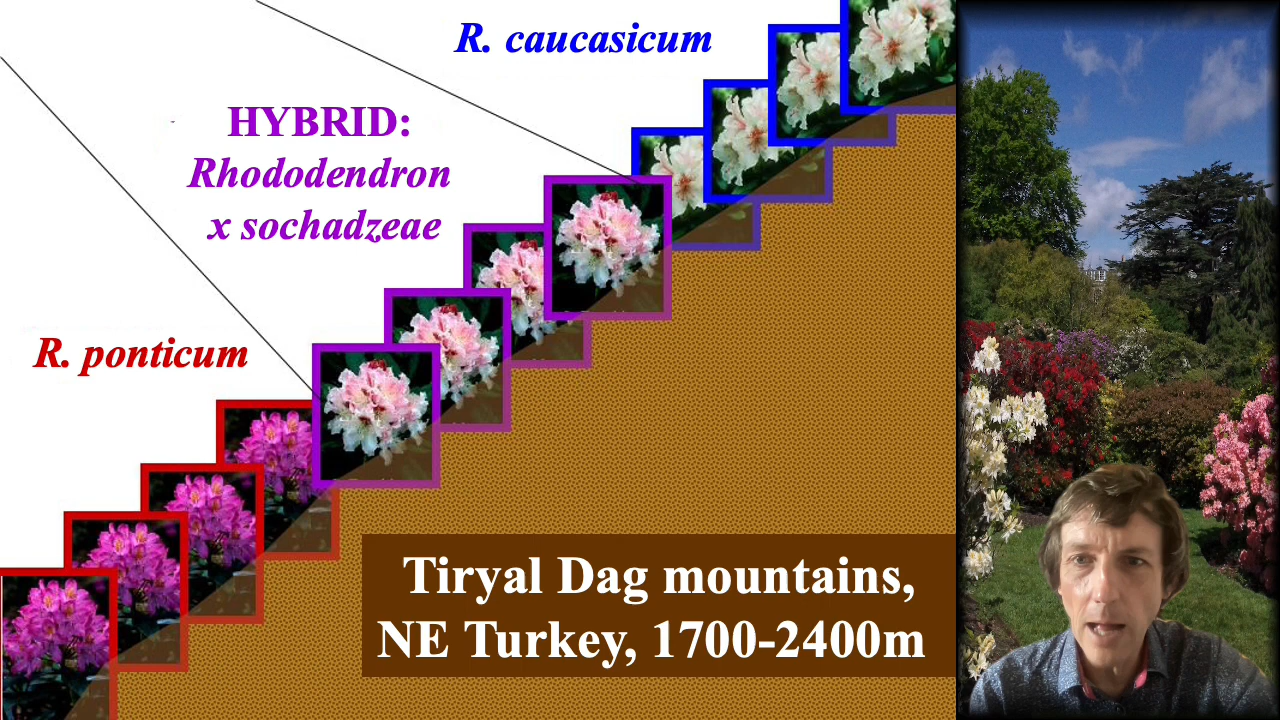 R. caucasicum
HYBRID:
Rhododendron
x sochadzeae
R. ponticum
Tiryal Dag mountains,
NE Turkey, 1700-2400m